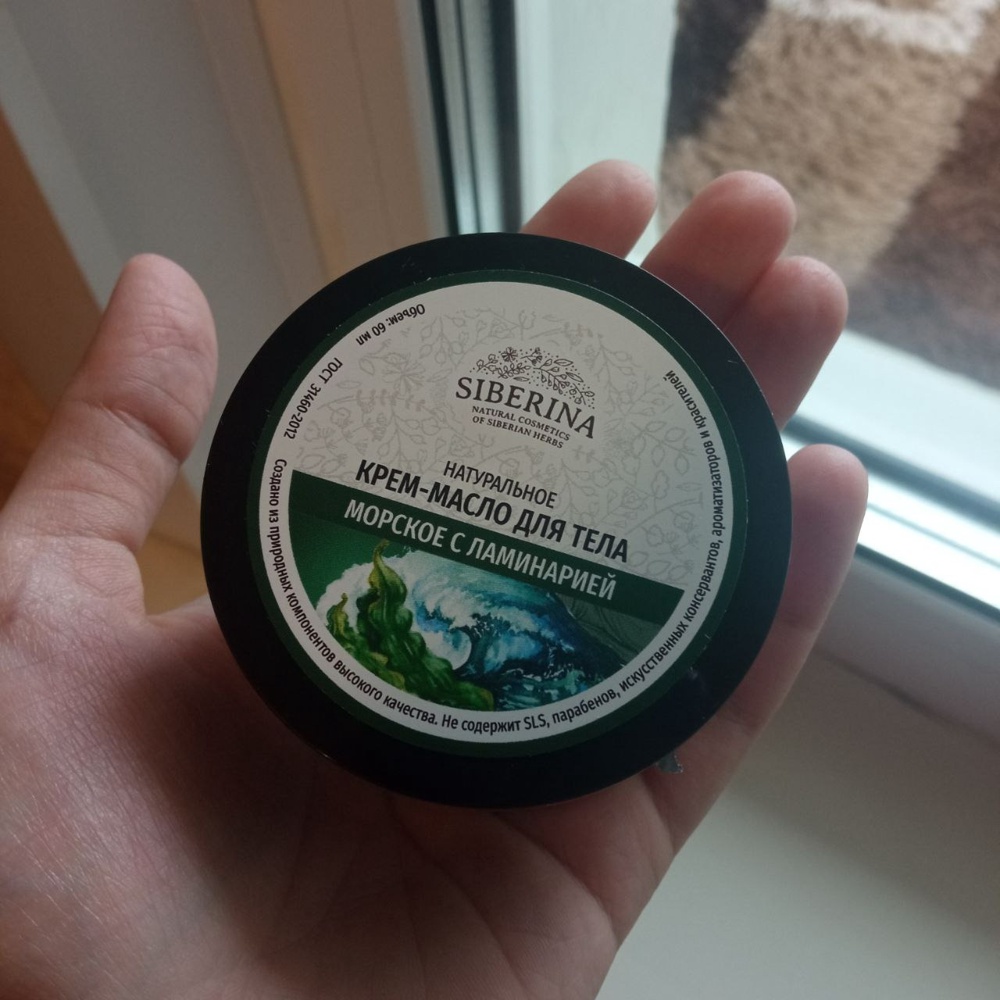 SIBERINA
NATURAL COSMETICS
OF SIBERIAN HERBS
НАТУРАЛЬНОЕ
КРЕМ-МАСЛО ДЛЯ ТЕЛА
МОРСКОЕ С ЛАМИНАРИЕЙ
Объем: 60 мл
ГОСТ 31460-2012
Создано из природных компонентов высокого качества. Не содержит SLS, парабенов, искусственных консервантов, ароматизаторов и красителей